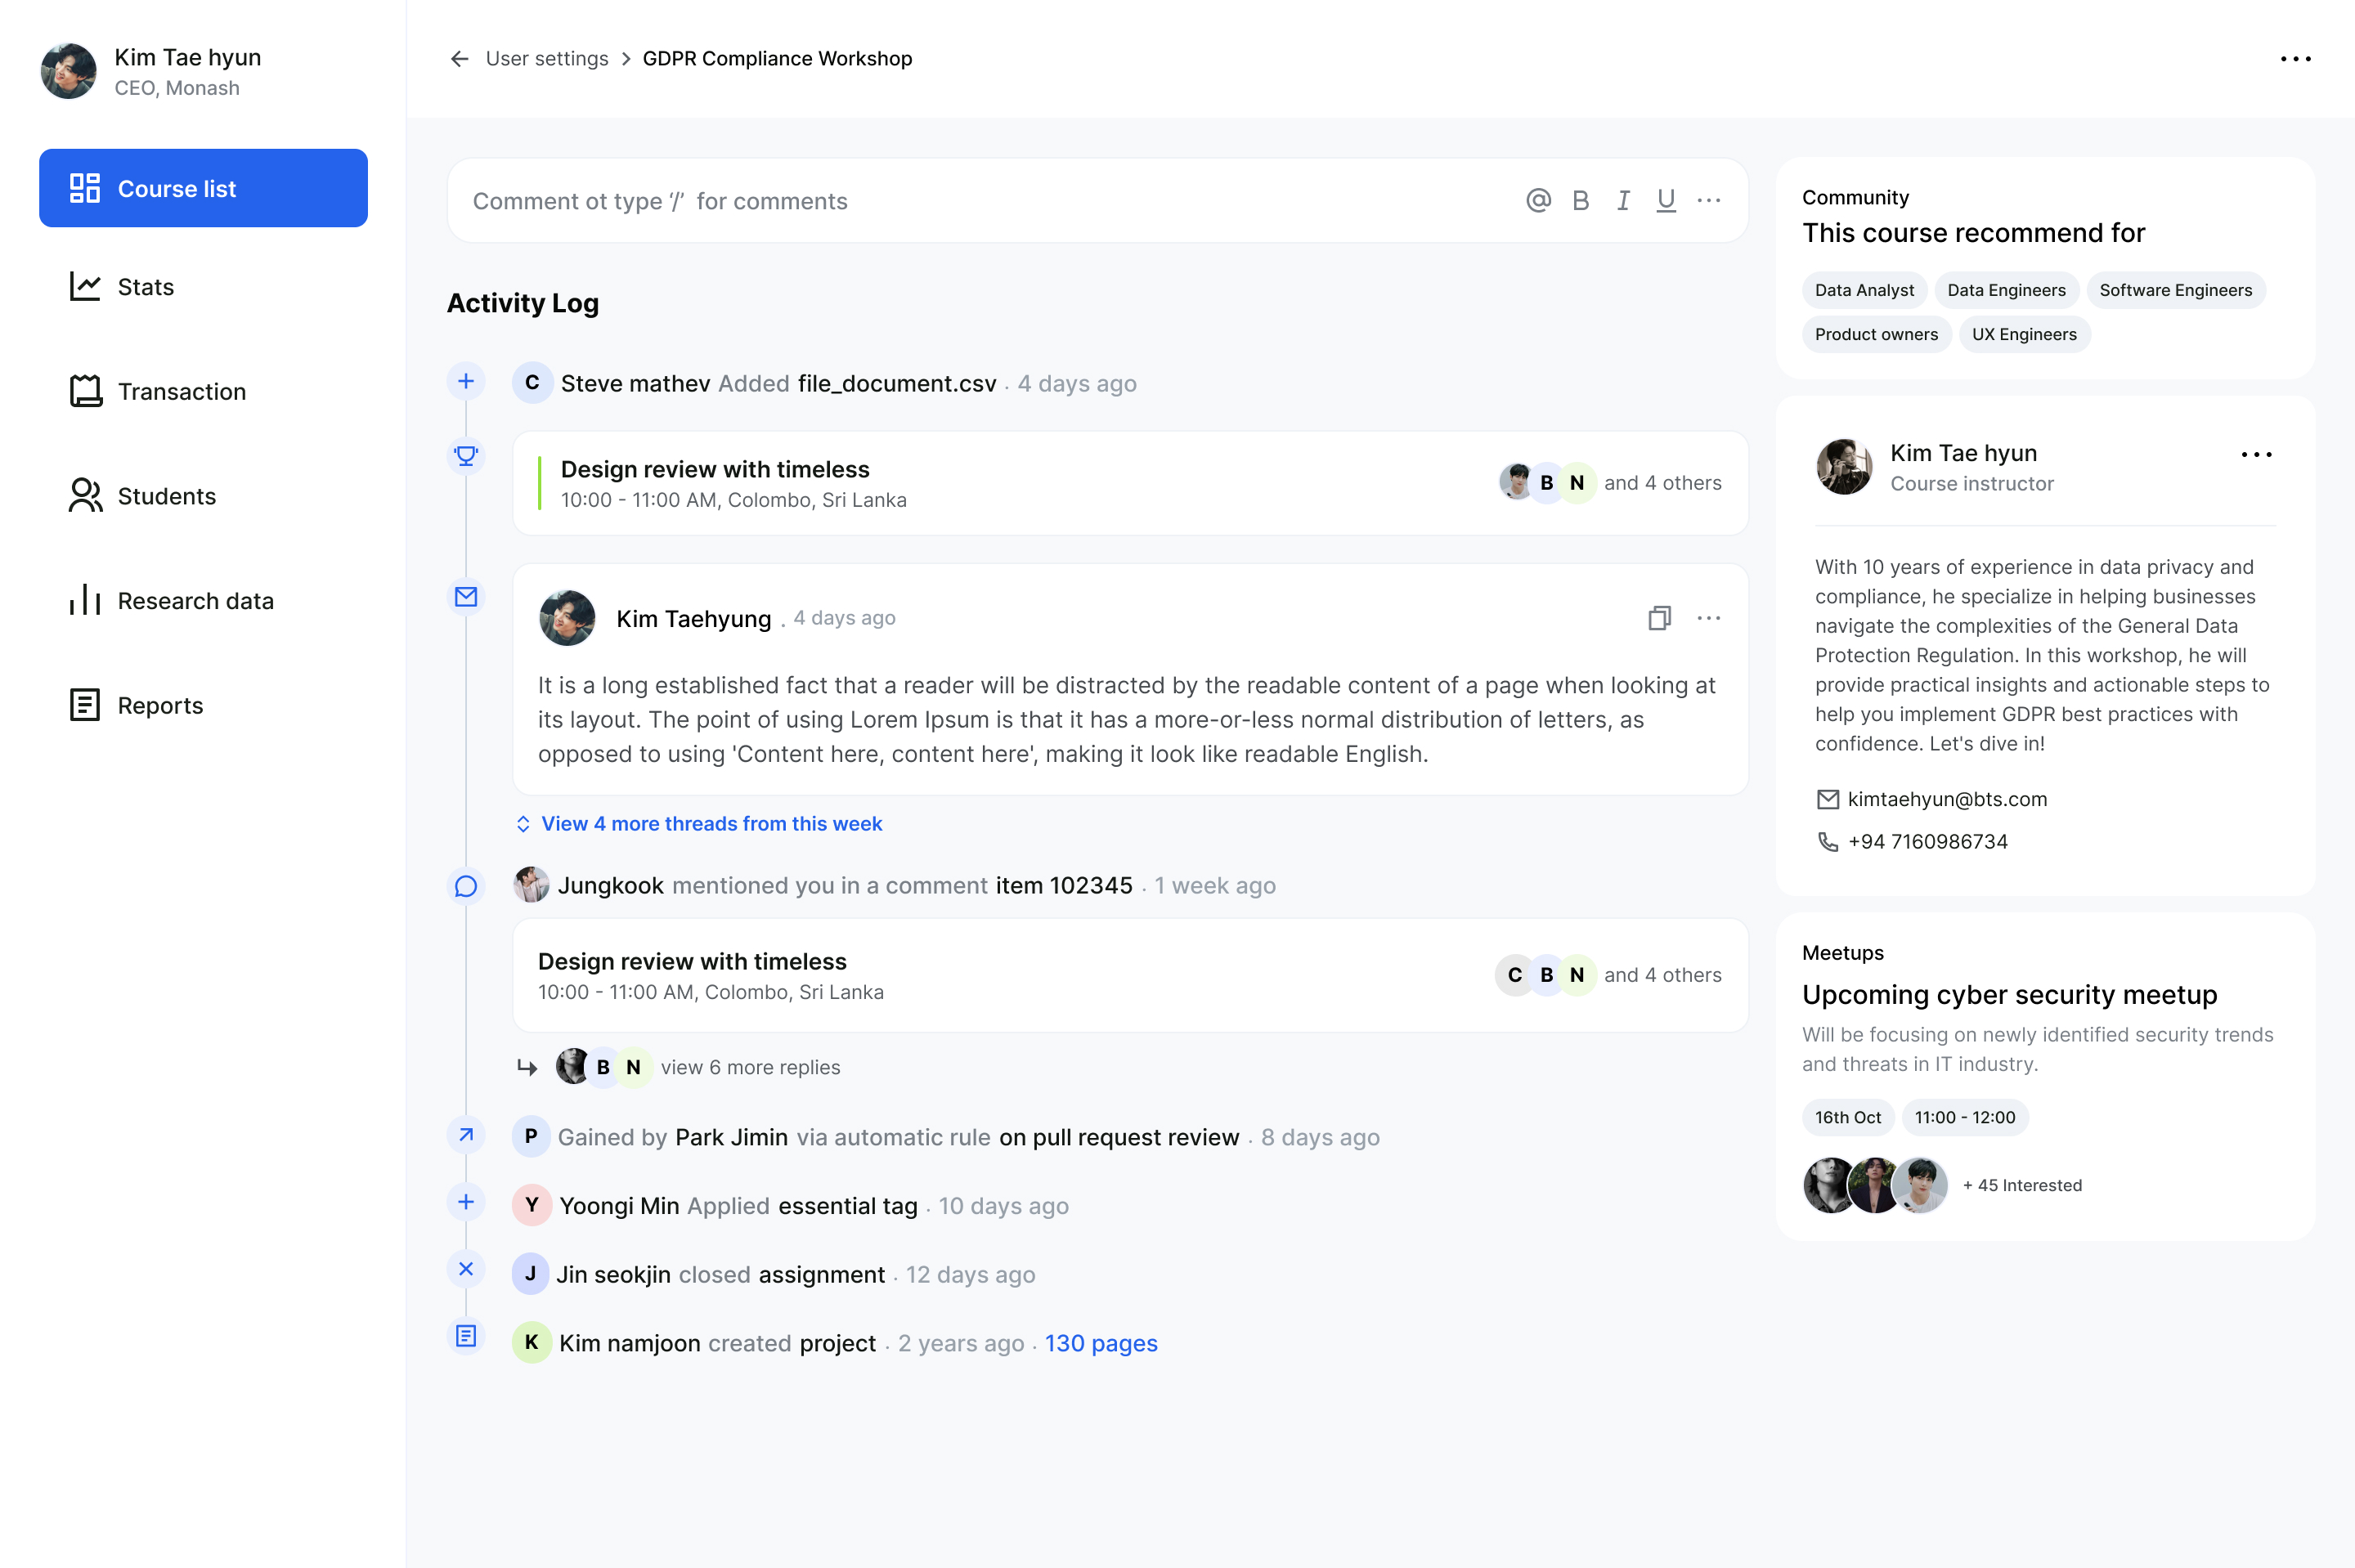 Kim Tae hyun
CEO, Monash
Course list
Stats
Transaction
Students
Research data
Reports
User settings > GDPR Compliance Workshop
Comment ot type ‘/’ for comments
@ B I U ...
Activity Log
C Steve mathev Added file_document.csv . 4 days ago
Design review with timeless
10:00 - 11:00 AM, Colombo, Sri Lanka
B N and 4 others
Kim Taehyung . 4 days ago
It is a long established fact that a reader will be distracted by the readable content of a page when looking at
its layout. The point of using Lorem Ipsum is that it has a more-or-less normal distribution of letters, as
opposed to using 'Content here, content here', making it look like readable English.
View 4 more threads from this week
Jungkook mentioned you in a comment item 102345 . 1 week ago
Design review with timeless
10:00 - 11:00 AM, Colombo, Sri Lanka
C B N and 4 others
B N view 6 more replies
P Gained by Park Jimin via automatic rule on pull request review . 8 days ago
Y Yoongi Min Applied essential tag . 10 days ago
J Jin seokjin closed assignment . 12 days ago
K Kim namjoon created project . 2 years ago . 130 pages
Community
This course recommend for
Data Analyst Data Engineers Software Engineers
Product owners UX Engineers
Kim Tae hyun
Course instructor
With 10 years of experience in data privacy and
compliance, he specialize in helping businesses
navigate the complexities of the General Data
Protection Regulation. In this workshop, he will
provide practical insights and actionable steps to
help you implement GDPR best practices with
confidence. Let's dive in!
kimtaehyun@bts.com
+94 7160986734
Meetups
Upcoming cyber security meetup
Will be focusing on newly identified security trends
and threats in IT industry.
16th Oct 11:00 - 12:00
+ 45 Interested